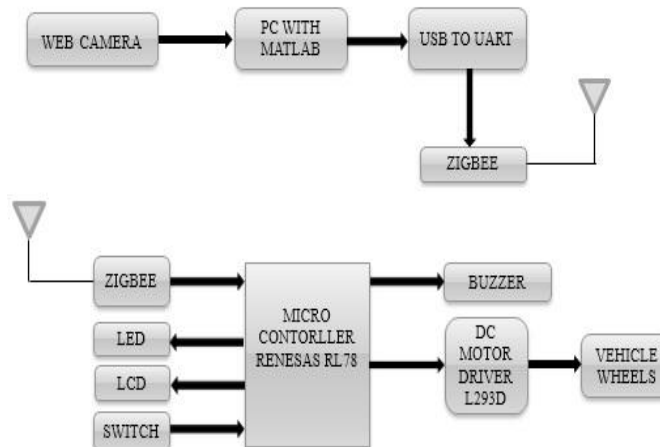 WEB CAMERA
PC WITH
MATLAB
USB TO UART
ZIGBEE
ZIGBEE
LED
LCD
SWITCH
MICRO
CONTORLLER
RENESAS RL78
BUZZER
DC
MOTOR
DRIVER
L293D
VEHICLE
WHEELS